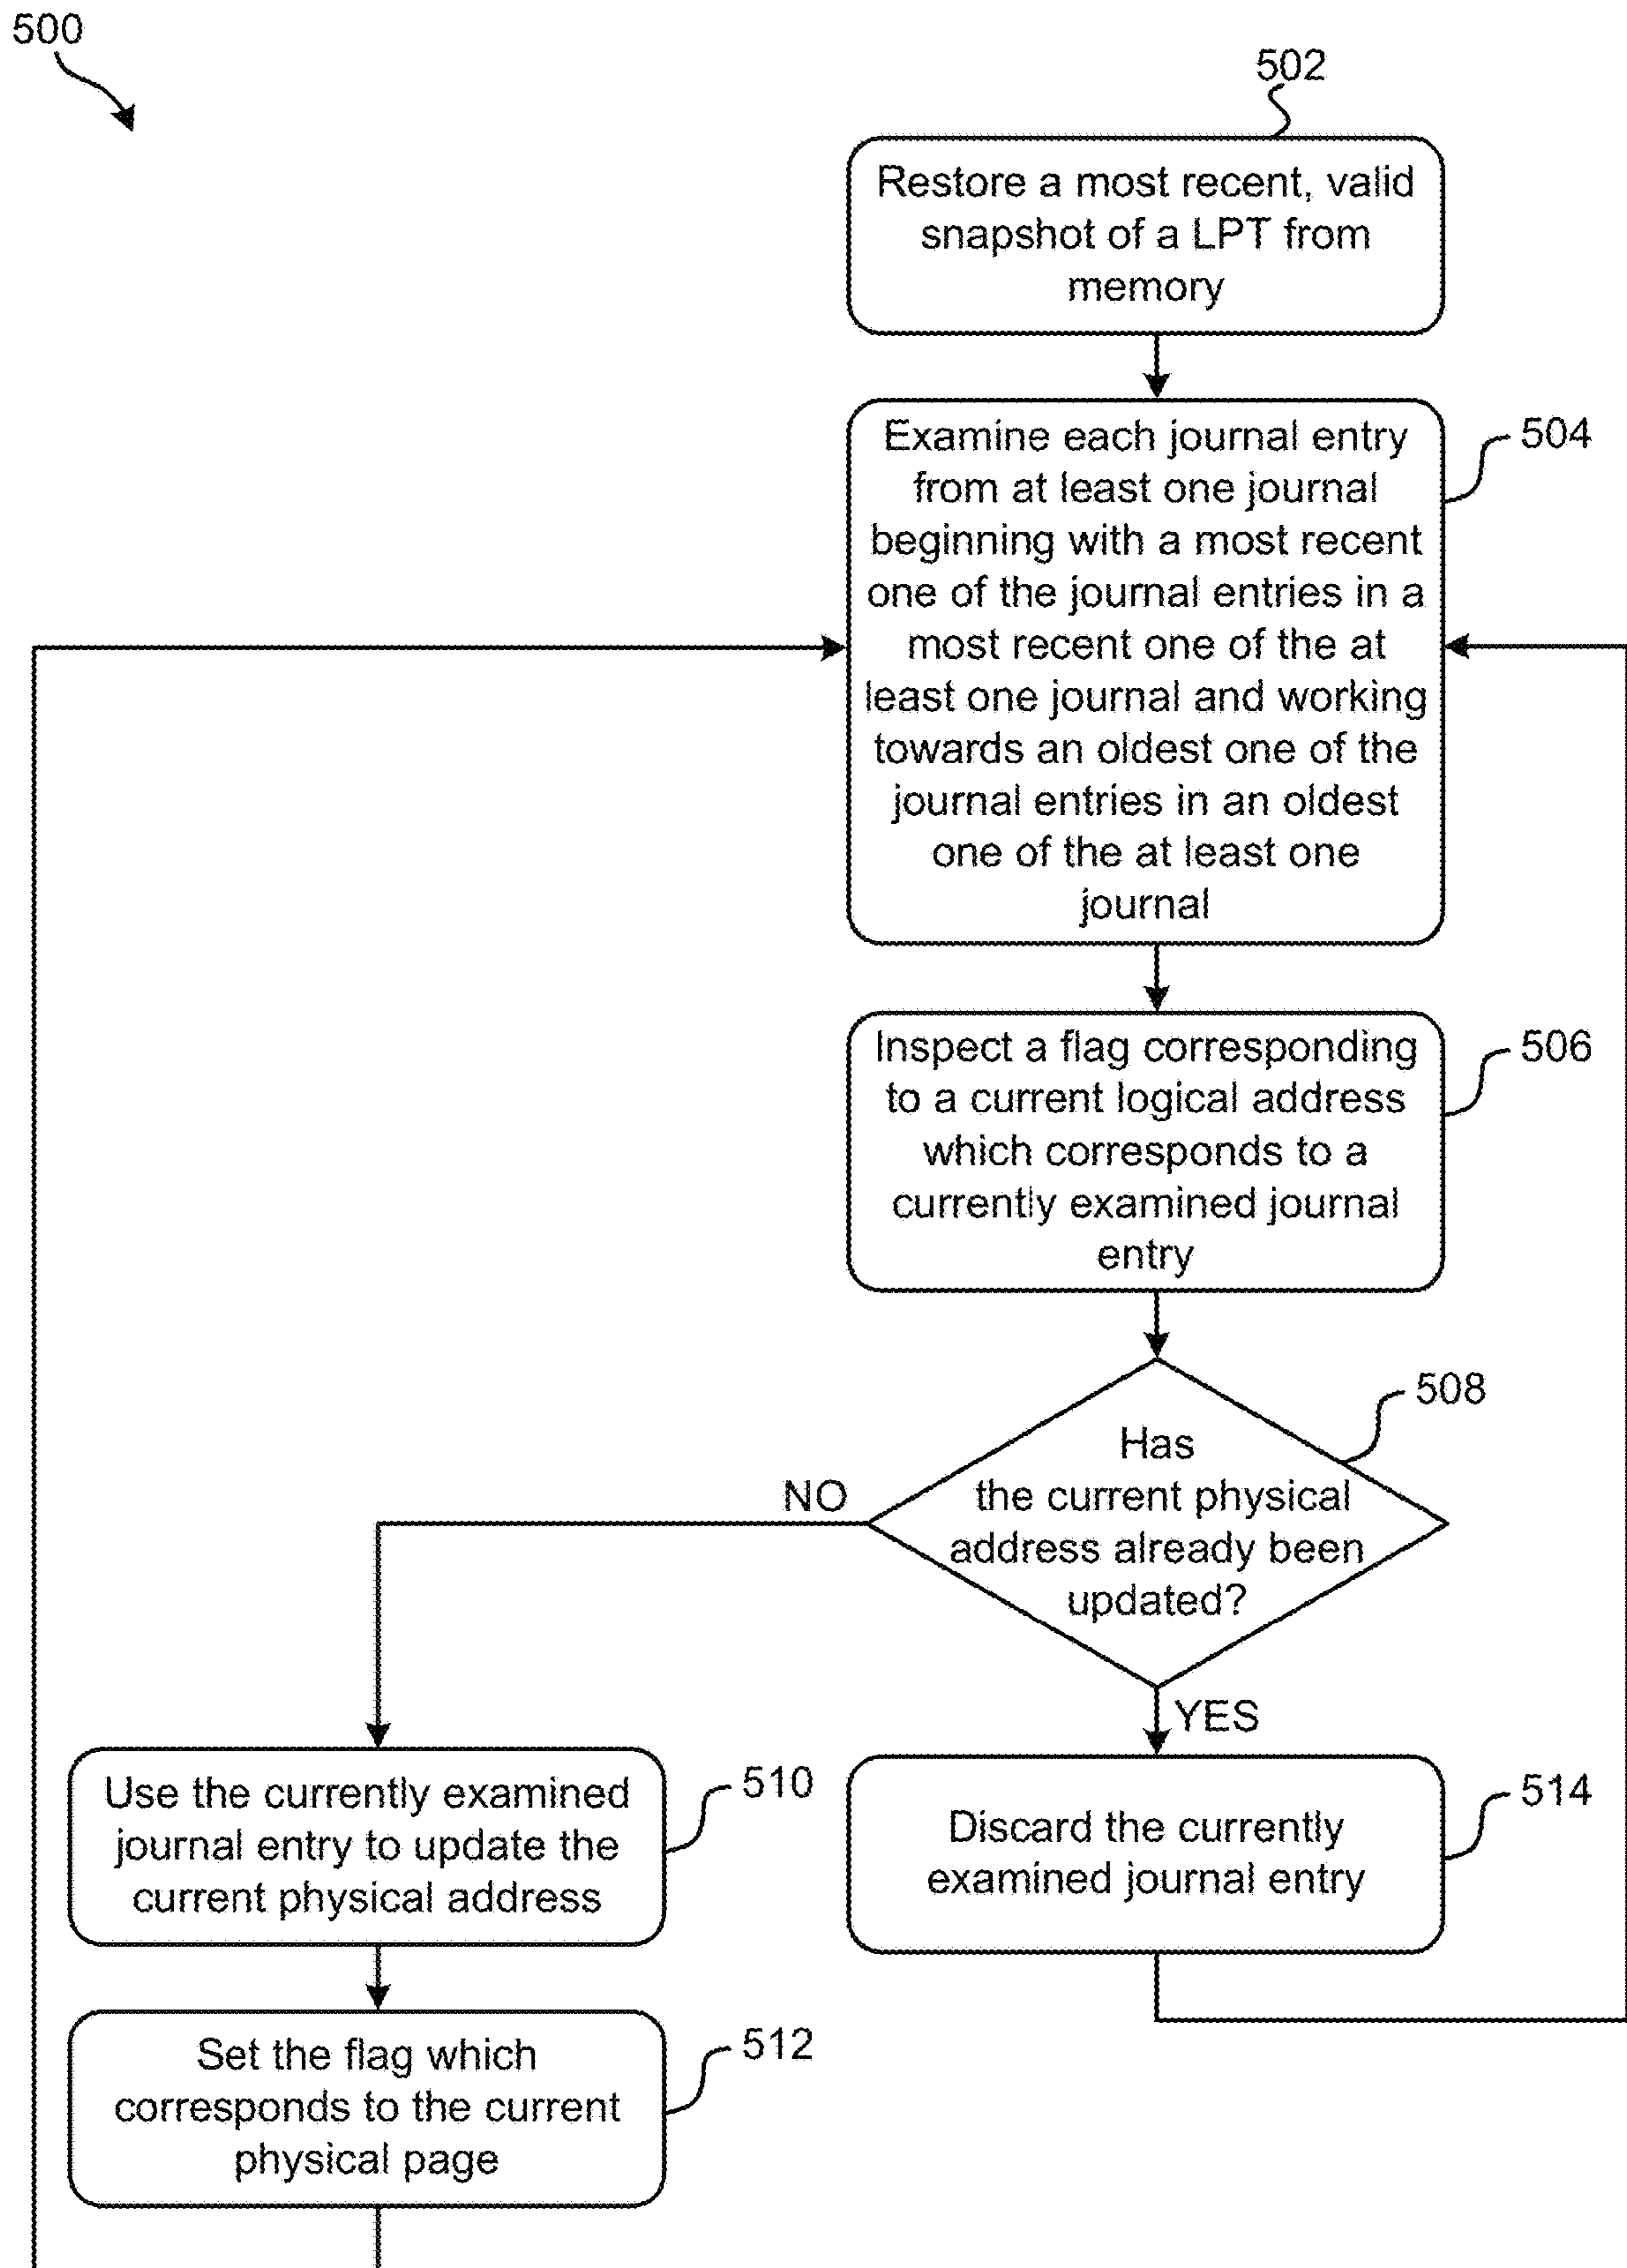 500
502
Restore a most recent, valid
snapshot of a LPT from
memory
504
Examine each journal entry
from at least one journal
beginning with a most recent
one of the journal entries in a
most recent one of the at
least one journal and working
towards an oldest one of the
journal entries in an oldest
one of the at least one
journal
506
Inspect a flag corresponding
to a current logical address
which corresponds to a
currently examined journal
entry
508
Has
the current physical
address already been
updated?
NO
YES
510
Use the currently examined
journal entry to update the
current physical address
514
Discard the currently
examined journal entry
512
Set the flag which
corresponds to the current
physical page